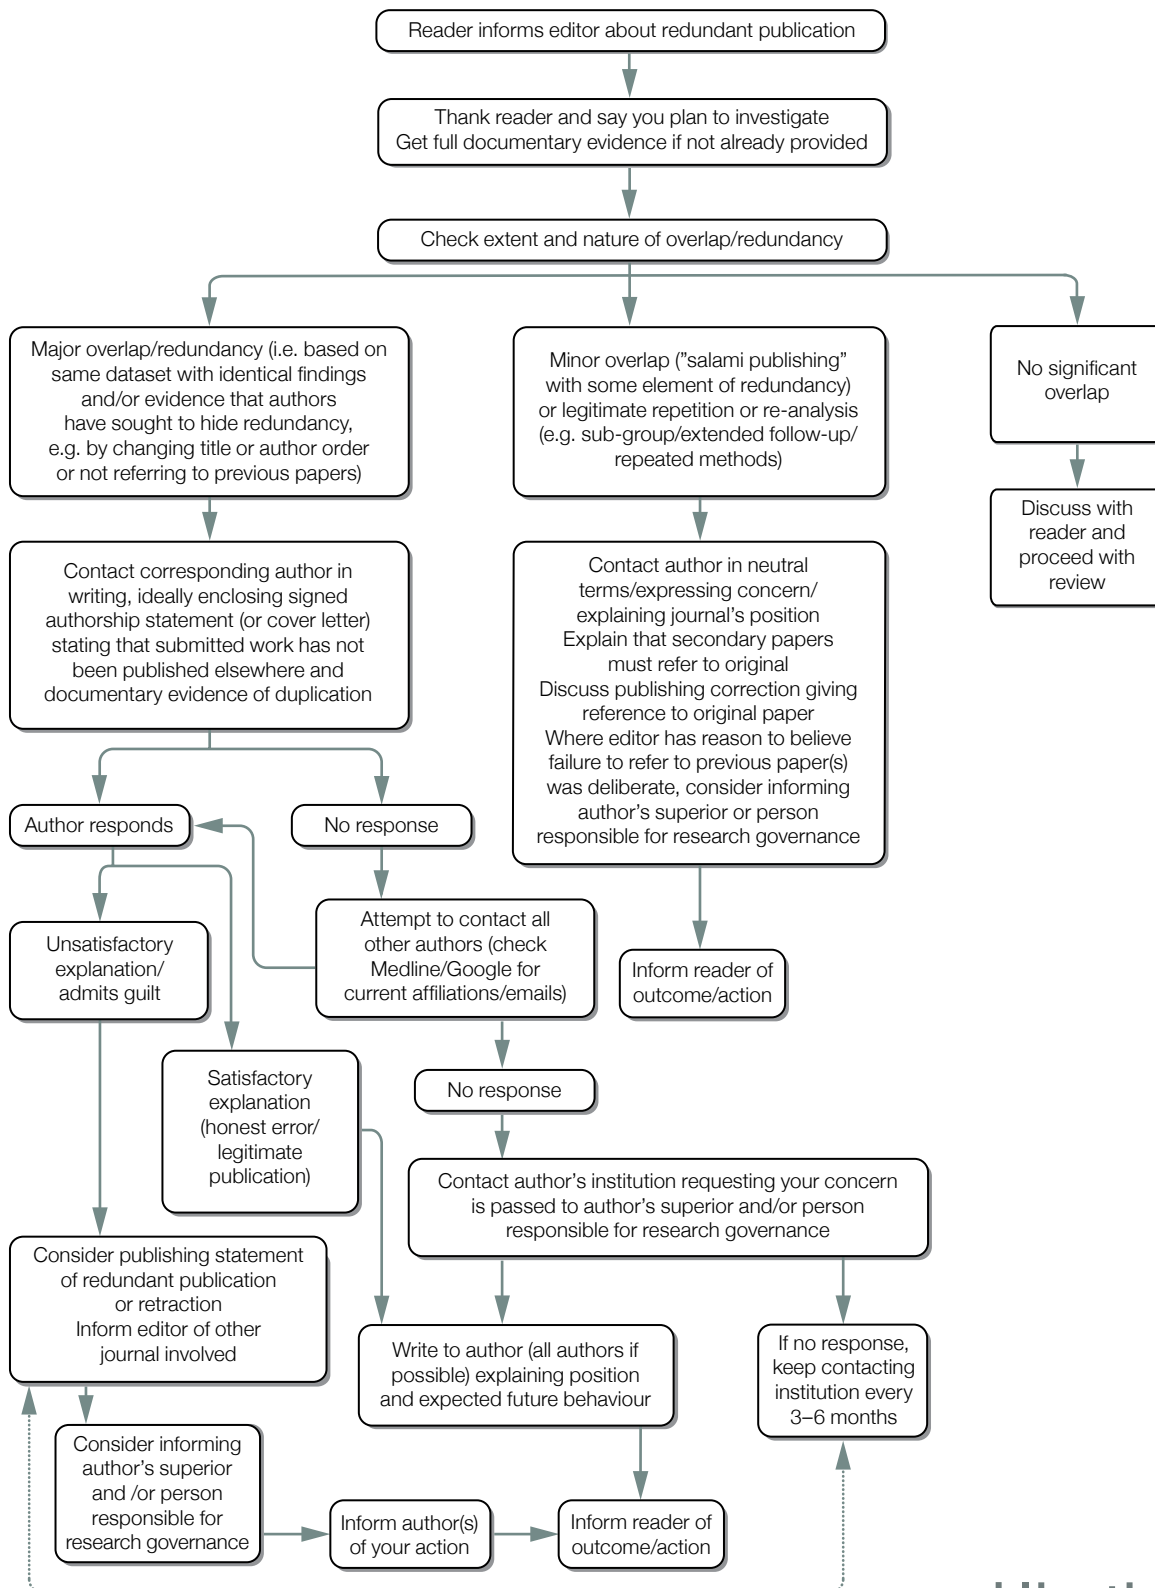 Reader informs editor about redundant publication
Thank reader and say you plan to investigate
Get full documentary evidence if not already provided
Check extent and nature of overlap/redundancy
Major overlap/redundancy (i.e. based on
same dataset with identical findings
and/or evidence that authors
have sought to hide redundancy,
e.g. by changing title or author order
or not referring to previous papers)
Minor overlap (”salami publishing”
with some element of redundancy)
or legitimate repetition or re-analysis
(e.g. sub-group/extended follow-up/
repeated methods)
No significant
overlap
Discuss with
reader and
proceed with
review
Contact corresponding author in
writing, ideally enclosing signed
authorship statement (or cover letter)
stating that submitted work has not
been published elsewhere and
documentary evidence of duplication
Contact author in neutral
terms/expressing concern/
explaining journal’s position
Explain that secondary papers
must refer to original
Discuss publishing correction giving
reference to original paper
Where editor has reason to believe
failure to refer to previous paper(s)
was deliberate, consider informing
author’s superior or person
responsible for research governance
Author responds
No response
Unsatisfactory
explanation/
admits guilt
Attempt to contact all
other authors (check
Medline/Google for
current affiliations/emails)
Inform reader of
outcome/action
Satisfactory
explanation
(honest error/
legitimate
publication)
No response
Contact author’s institution requesting your concern
is passed to author’s superior and/or person
responsible for research governance
Consider publishing statement
of redundant publication
or retraction
Inform editor of other
journal involved
Write to author (all authors if
possible) explaining position
and expected future behaviour
If no response,
keep contacting
institution every
3–6 months
Consider informing
author’s superior
and /or person
responsible for
research governance
Inform author(s)
of your action
Inform reader of
outcome/action